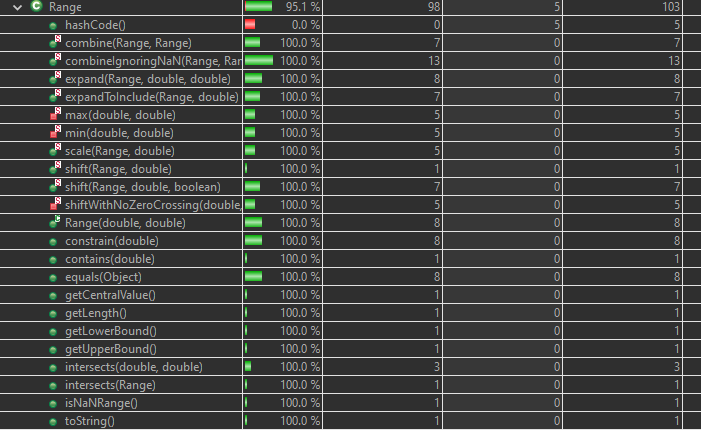 Range 95.1 % 98 5 103
hashCode() 0.0 % 0 5 5
combine(Range, Range) 100.0 % 7 0 7
combineIgnoringNaN(Range, Rar 100.0 % 13 0 13
expand(Range, double, double) 100.0 % 8 0 8
expandToInclude(Range, double) 100.0 % 7 0 7
max(double, double) 100.0 % 5 0 5
min(double, double) 100.0 % 5 0 5
scale(Range, double) 100.0 % 5 0 5
shift(Range, double) 100.0 % 1 0 1
shift(Range, double, boolean) 100.0 % 7 0 7
shiftWithNoZeroCrossing(double, 100.0 % 5 0 5
Range(double, double) 100.0 % 8 0 8
constrain(double) 100.0 % 8 0 8
contains(double) 100.0 % 1 0 1
equals(Object) 100.0 % 8 0 8
getCentralValue() 100.0 % 1 0 1
getLength() 100.0 % 1 0 1
getLowerBound() 100.0 % 1 0 1
getUpperBound() 100.0 % 1 0 1
intersects(double, double) 100.0 % 3 0 3
intersects(Range) 100.0 % 1 0 1
isNaNRange() 100.0 % 1 0 1
toString() 100.0 % 1 0 1